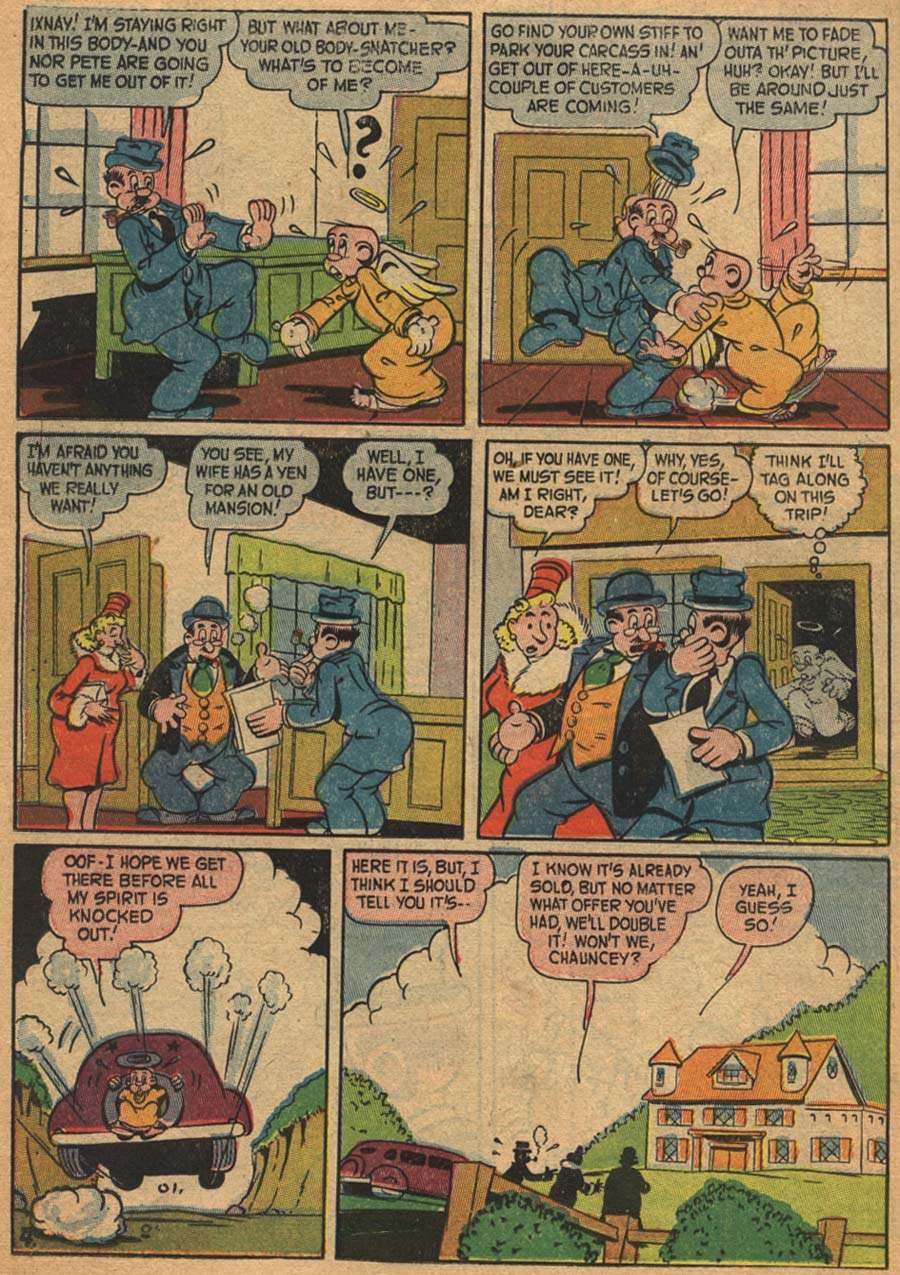 IXNAY! I'M STAYING RIGHT
IN THIS BODY-AND YOU
NOR PETE ARE GOING
TO GET ME OUT OF IT!
BUT WHAT ABOUT ME-
YOUR OLD BODY-SNATCHER?
WHAT'S TO BECOME
OF ME?
?
GO FIND YOUR OWN STIFF TO
PARK YOUR CARCASS IN! AN'
GET OUT OF HERE-A-UH-
COUPLE OF CUSTOMERS
ARE COMING!
WANT ME TO FADE
OUTA TH' PICTURE,
HUH? OKAY! BUT I'LL
BE AROUND JUST
THE SAME!
I'M AFRAID YOU
HAVEN'T ANYTHING
WE REALLY
WANT!
YOU SEE, MY
WIFE HAS A YEN
FOR AN OLD
MANSION!
WELL, I
HAVE ONE,
BUT---?
OH, IF YOU HAVE ONE,
WE MUST SEE IT!
AM I RIGHT,
DEAR?
WHY, YES,
OF COURSE-
LET'S GO!
THINK I'LL
TAG ALONG
ON THIS
TRIP!
OOF-I HOPE WE GET
THERE BEFORE ALL
MY SPIRIT IS
KNOCKED
OUT!
HERE IT IS, BUT, I
THINK I SHOULD
TELL YOU IT'S--
I KNOW IT'S ALREADY
SOLD, BUT NO MATTER
WHAT OFFER YOU'VE
HAD, WE'LL DOUBLE
IT! WON'T WE,
CHAUNCEY?
YEAH, I
GUESS
SO!